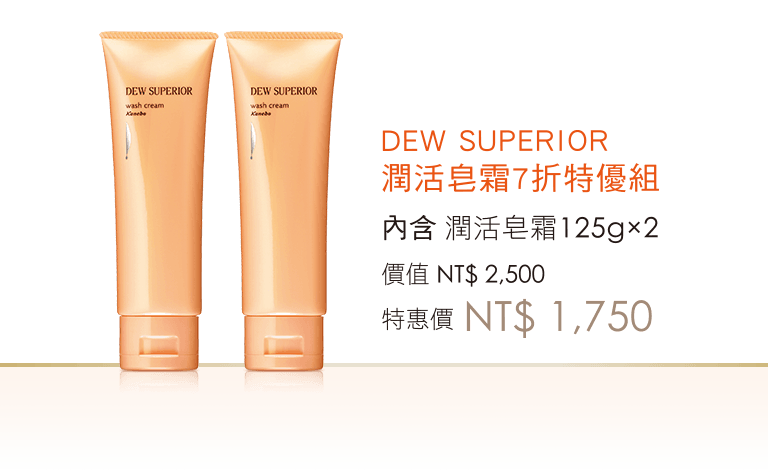 DEW SUPERIOR
wash cream
Kanebo
DEW SUPERIOR
wash cream
Kanebo
DEW SUPERIOR
潤活皂霜7折特優組
內含 潤活皂霜125g×2
價值 NT$ 2,500
特惠價 NT$ 1,750